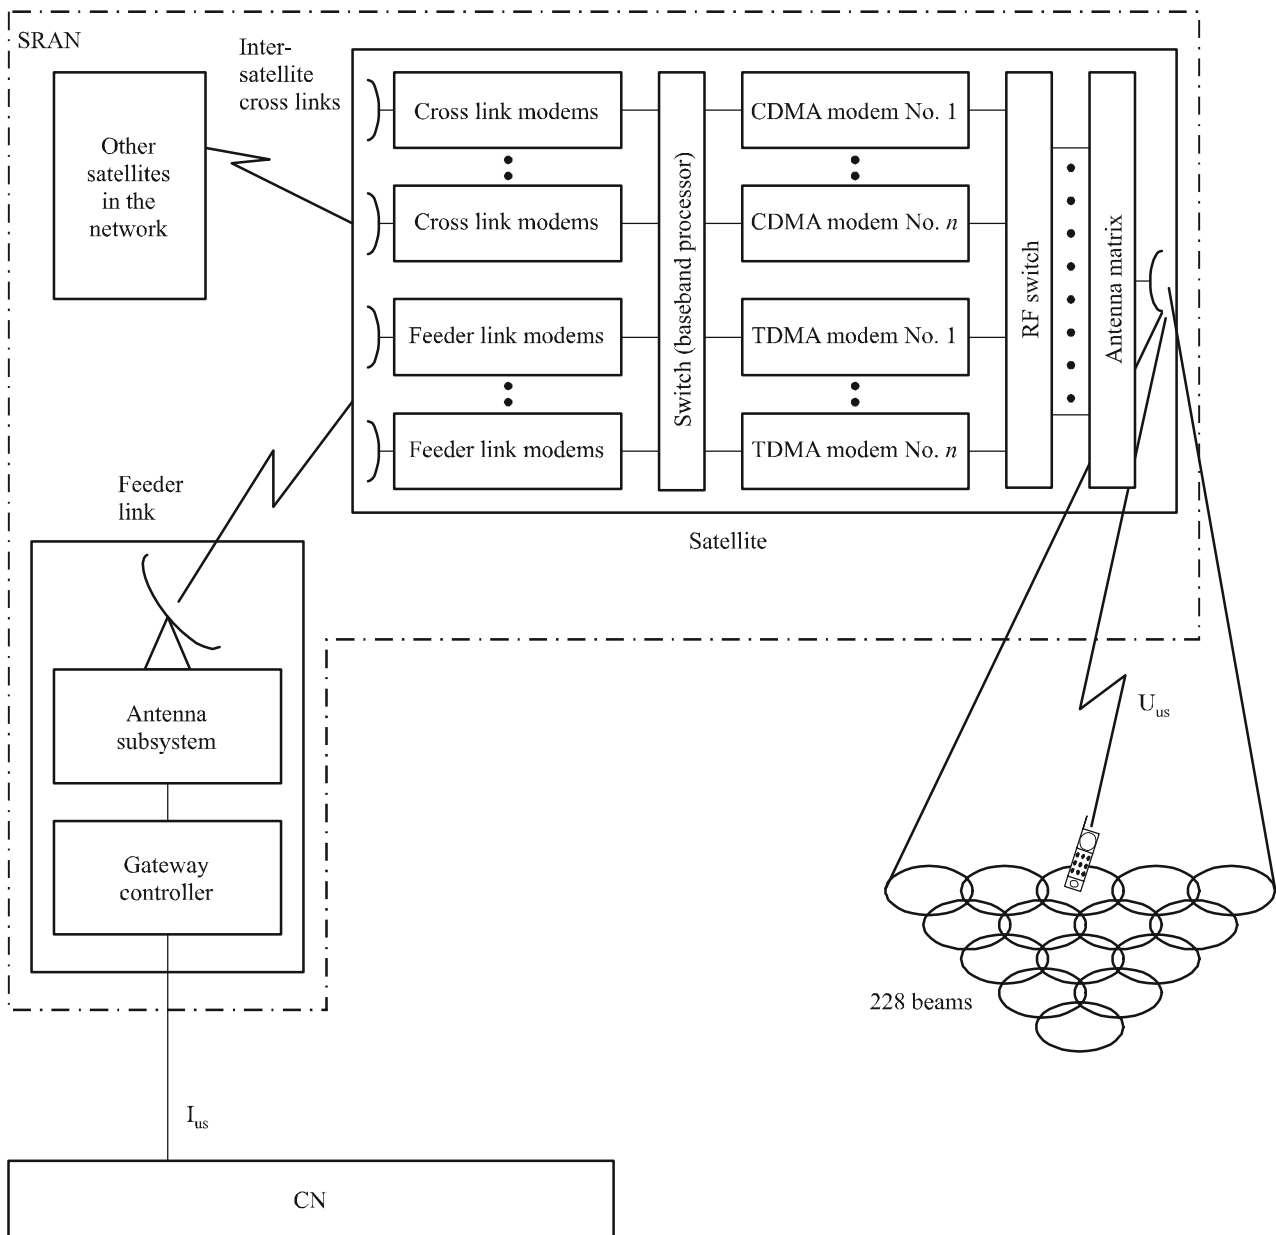 SRAN
Inter-
satellite
cross links
Other
satellites
in the
network
Cross link modems
Cross link modems
Feeder link modems
Feeder link modems
Switch (baseband processor)
CDMA modem No. 1
CDMA modem No. n
TDMA modem No. 1
TDMA modem No. n
RF switch
Antenna matrix
Satellite
Feeder
link
Antenna
subsystem
Gateway
controller
U_us
228 beams
I_us
CN